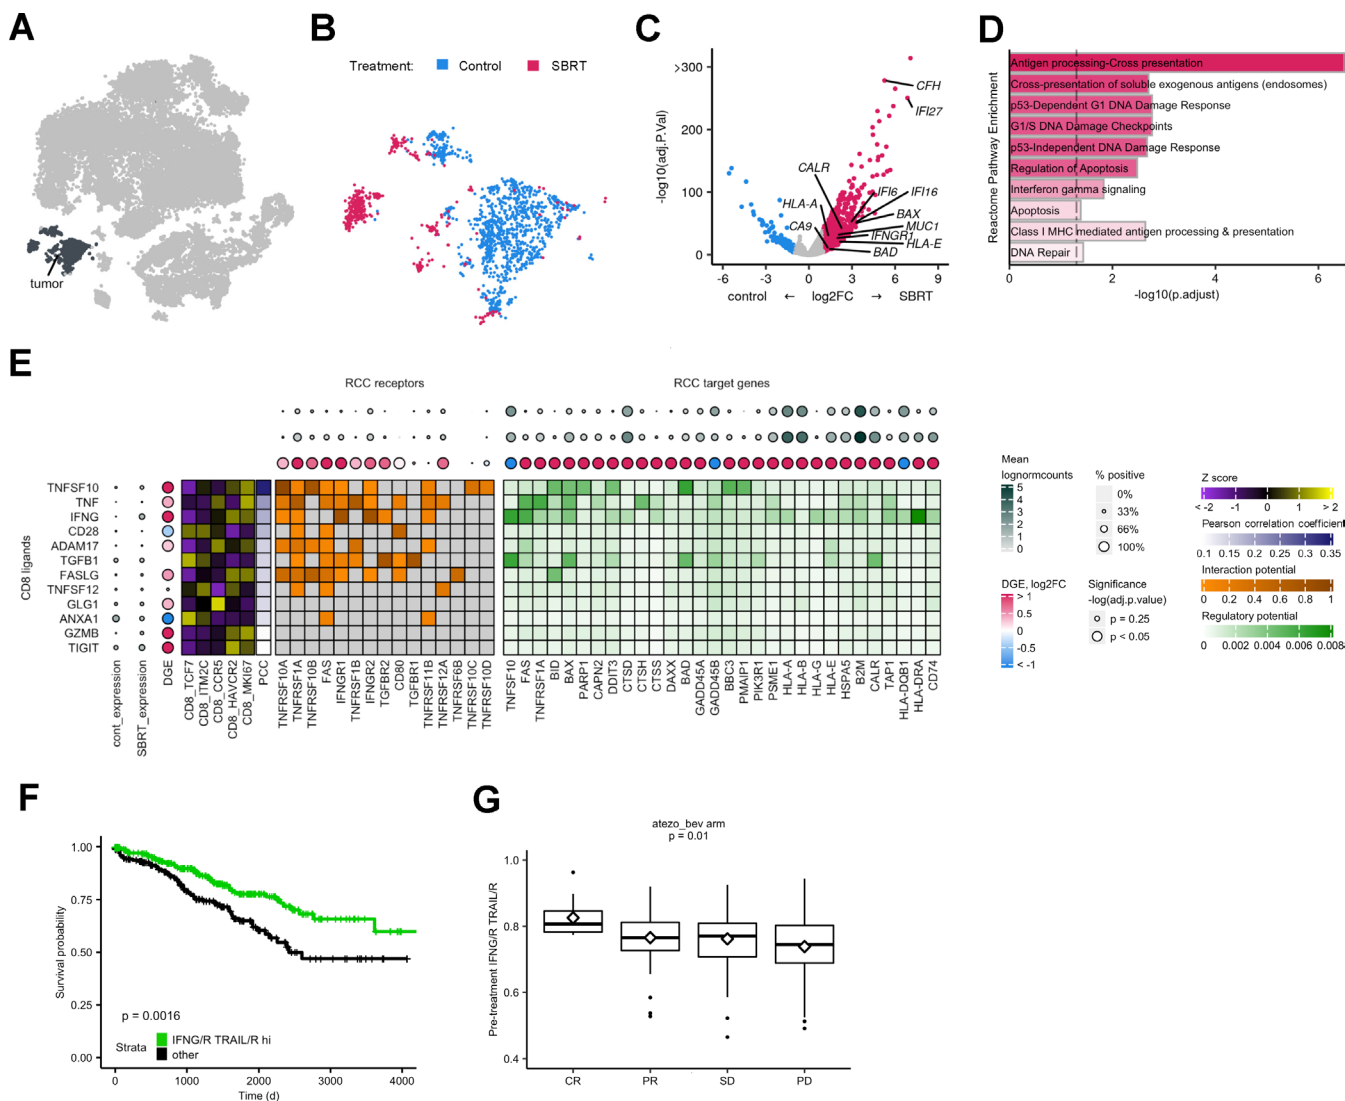 A
tumor
B
Treatment: Control SBRT
C
-log10(adj.P.Val)
>300
200
100
0
-6 -3 0 3 6 9
control ← log2FC → SBRT
CFH
IFI27
CALR
IFI6
IFI16
HLA-A
BAX
CA9
MUC1
IFNGR1
HLA-E
BAD
D
Reactome Pathway Enrichment
Antigen processing-Cross presentation
Cross-presentation of soluble exogenous antigens (endosomes)
p53-Dependent G1 DNA Damage Response
G1/S DNA Damage Checkpoints
p53-Independent DNA Damage Response
Regulation of Apoptosis
Interferon gamma signaling
Apoptosis
Class I MHC mediated antigen processing & presentation
DNA Repair
0 2 4 6
-log10(p.adjust)
E
RCC receptors
RCC target genes
CD8 ligands
TNFSF10
TNF
IFNG
CD28
ADAM17
TGFB1
FASLG
TNFSF12
GLG1
ANXA1
GZMB
TIGIT
cont_expression
SBRT_expression
DGE
CD8_TCF7
CD8_ITM2C
CD8_CCR5
CD8_HAVCR2
CD8_MKI67
PCC
TNFRSF10A
TNFRSF1A
TNFRSF10B
FAS
IFNGR1
TNFRSF1B
IFNGR2
TGFBR2
CD80
TGFBR1
TNFRSF11B
TNFRSF12A
TNFRSF6B
TNFRSF10C
TNFRSF10D
TNFSF10
FAS
TNFRSF1A
BID
BAX
PARP1
CAPN2
DDIT3
CTSD
CTSH
CTSS
DAXX
BAD
GADD45A
GADD45B
BBC3
PMAIP1
PIK3R1
PSME1
HLA-A
HLA-B
HLA-G
HLA-E
HSPA5
B2M
CALR
TAP1
HLA-DQB1
HLA-DRA
CD74
Mean
lognormcounts
5
4
3
2
1
0
DGE, log2FC
> 1
0.5
0
-0.5
< -1
% positive
0%
33%
66%
100%
Significance
-log(adj.p.value)
p = 0.25
p < 0.05
Z score
< -2 -1 0 1 > 2
Pearson correlation coefficient
0.1 0.15 0.2 0.25 0.3 0.35
Interaction potential
0 0.2 0.4 0.6 0.8 1
Regulatory potential
0 0.002 0.004 0.006 0.008
F
Survival probability
1.00
0.75
0.50
0.25
0.00
p = 0.0016
Strata
IFNG/R TRAIL/R hi
other
0 1000 2000 3000 4000
Time (d)
G
atezo_bev arm
p = 0.01
Pre-treatment IFNG/R TRAIL/R
1.0
0.8
0.6
0.4
CR PR SD PD